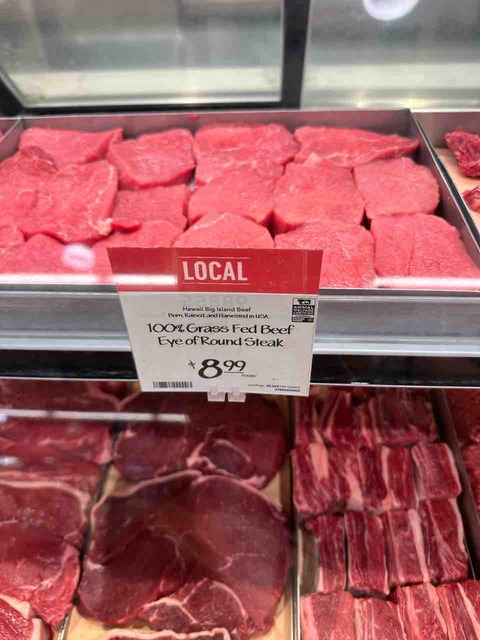 LOCAL
Hawaii Big Island Beef
Born, Raised, and Harvested in USA
100% Grass Fed Beef
Eye of Round Steak
$8.99
POUND